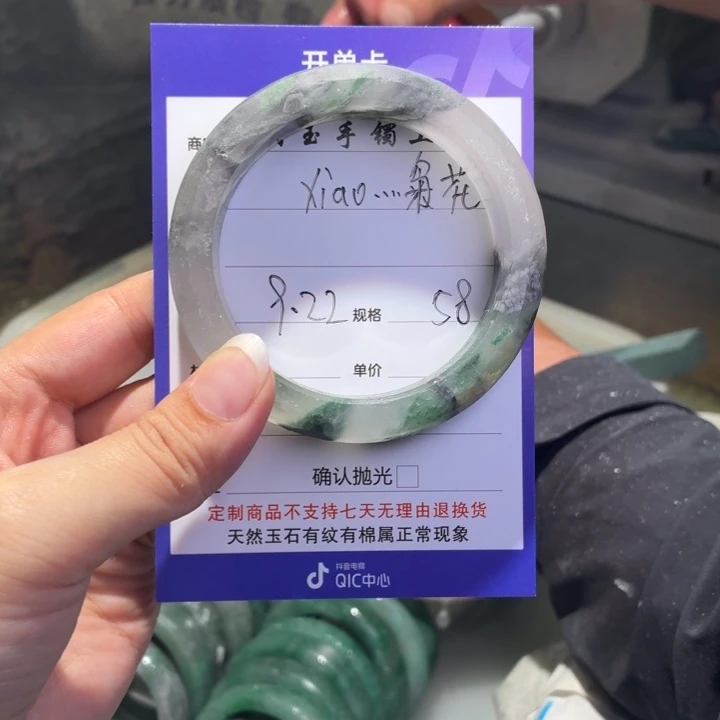 开单卡
玉手镯
xiao....菊花
9.22 规格 58
单价
确认抛光
定制商品不支持七天无理由退换货
天然玉石有纹有棉属正常现象
抖音电商
QIC中心